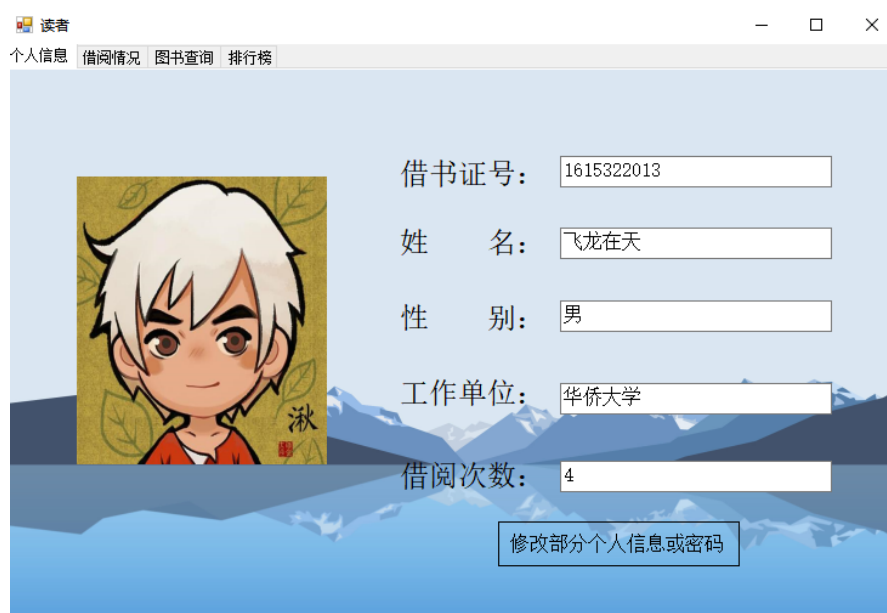 读者
个人信息 借阅情况 图书查询 排行榜
借书证号： 1615322013
姓 名： 飞龙在天
性 别： 男
工作单位： 华侨大学
借阅次数： 4
湫
修改部分个人信息或密码